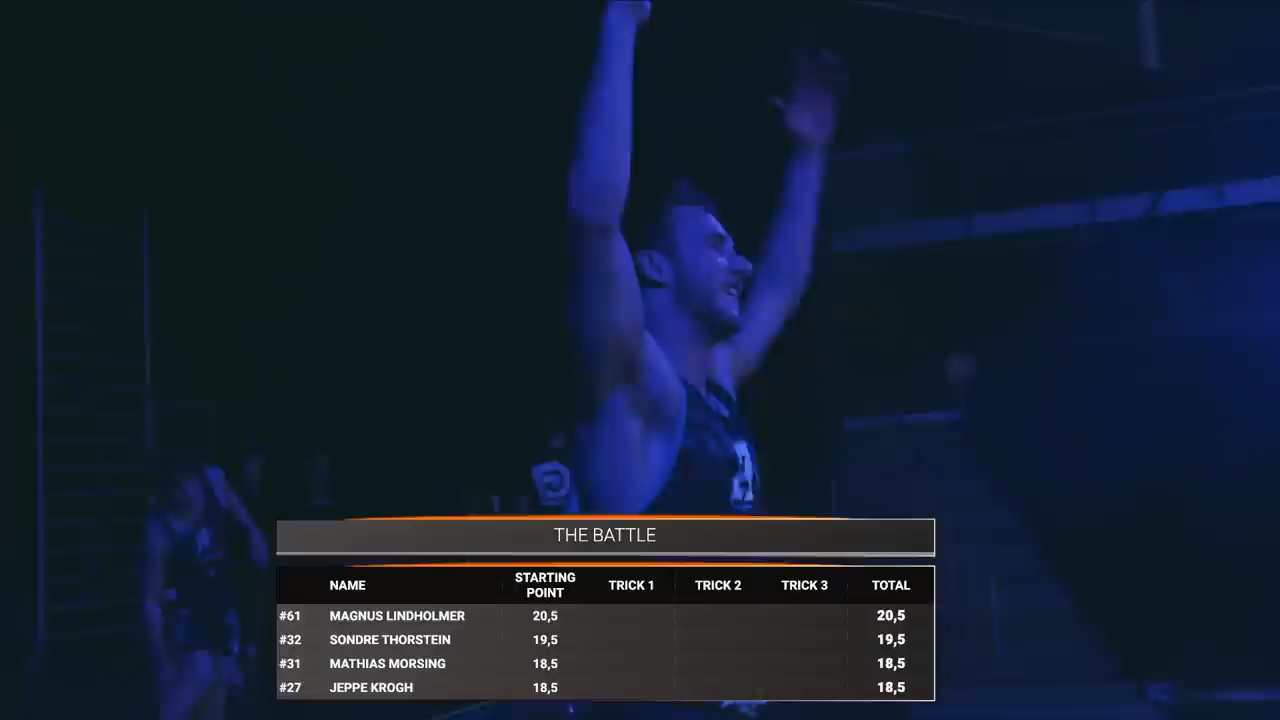 THE BATTLE
NAME STARTING POINT TRICK 1 TRICK 2 TRICK 3 TOTAL
#61 MAGNUS LINDHOLMER 20,5 20,5
#32 SONDRE THORSTEIN 19,5 19,5
#31 MATHIAS MORSING 18,5 18,5
#27 JEPPE KROGH 18,5 18,5